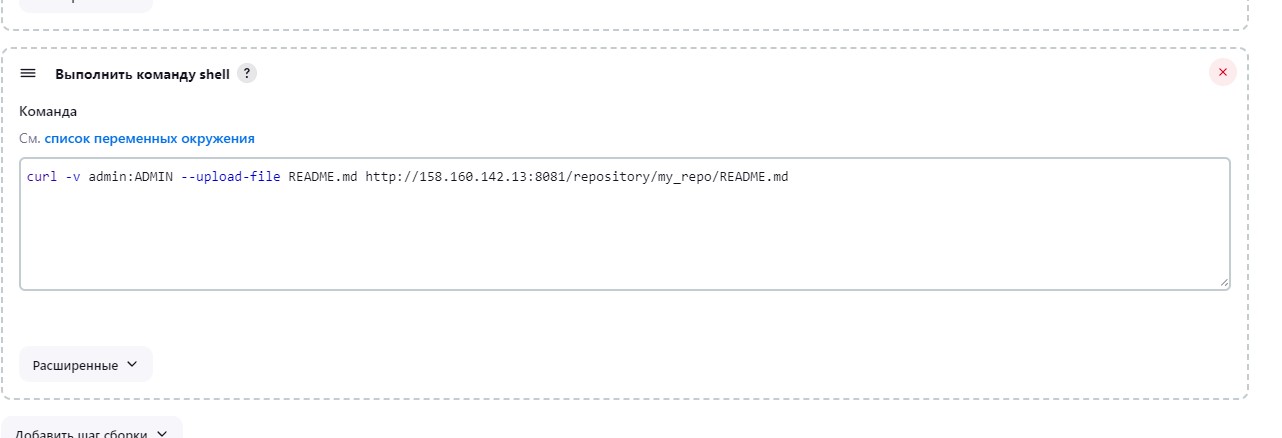 Выполнить команду shell ?
Команда
См. список переменных окружения
curl -v admin:ADMIN --upload-file README.md http://158.160.142.13:8081/repository/my_repo/README.md
Расширенные
Добавить шаг сборки